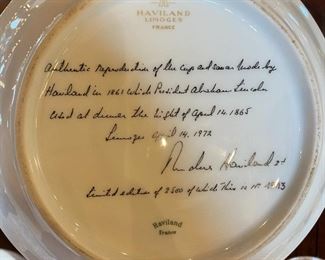 HAVILAND
LIMOGES
FRANCE
Authentic reproduction of the cup and saucer made by
Haviland in 1861 which President Abraham Lincoln
used at dinner the night of April 14, 1865
Limoges April 14, 1972
Haviland
Limited edition of 2500 of which this is n°
Haviland
France